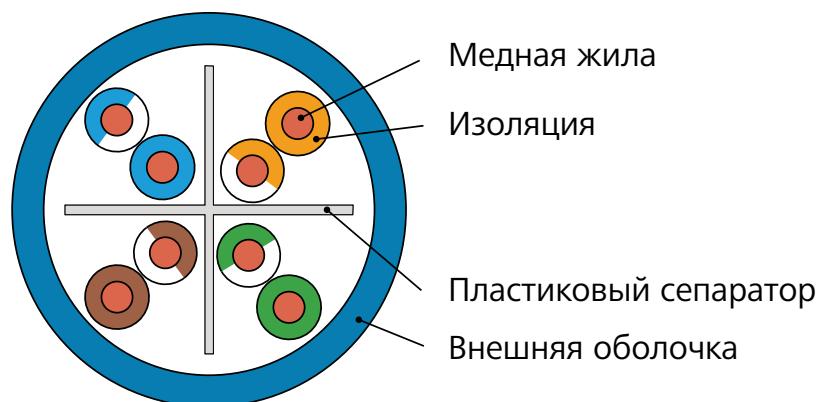 Медная жила
Изоляция
Пластиковый сепаратор
Внешняя оболочка